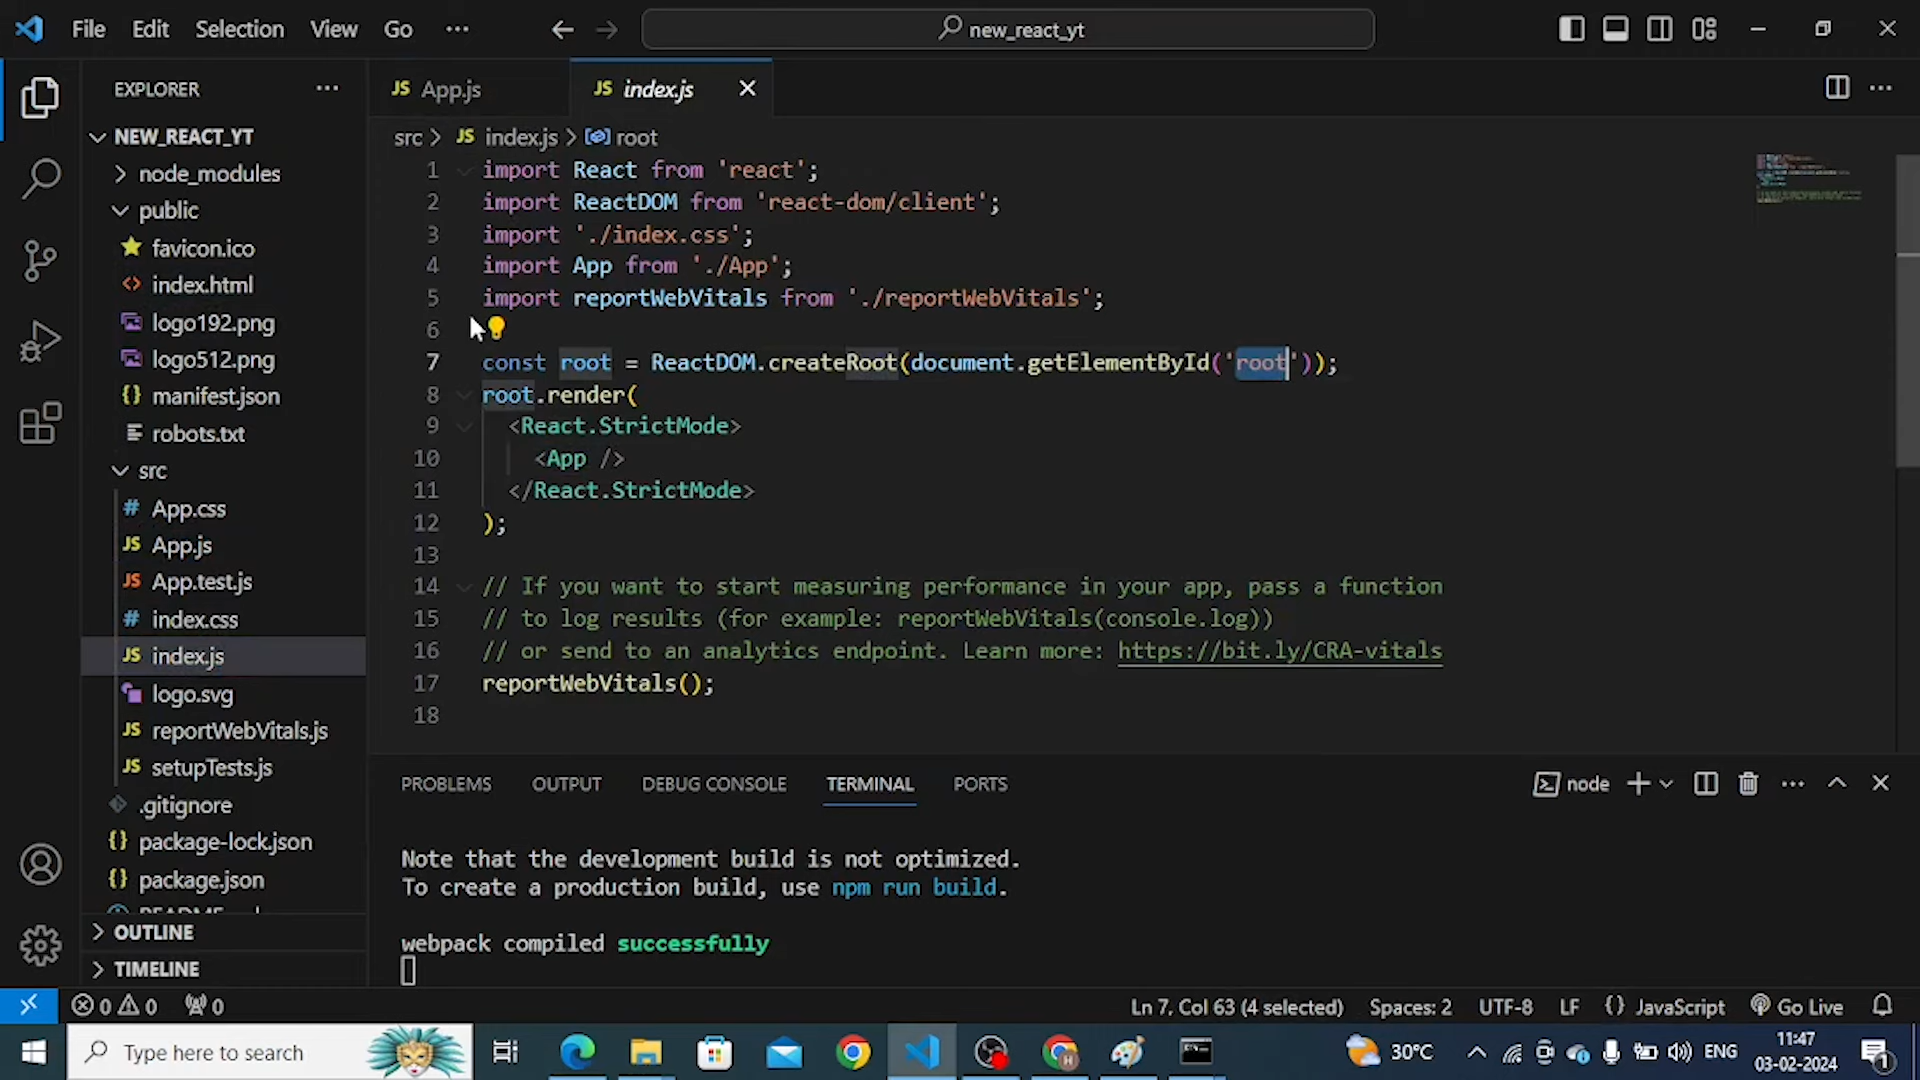 File Edit Selection View Go ··· new_react_yt
EXPLORER ···
NEW_REACT_YT
node_modules
public
favicon.ico
index.html
logo192.png
logo512.png
manifest.json
robots.txt
src
App.css
App.js
App.test.js
index.css
index.js
logo.svg
reportWebVitals.js
setupTests.js
.gitignore
package-lock.json
package.json
OUTLINE
TIMELINE
JS App.js JS index.js
src > JS index.js > root
1 import React from 'react';
2 import ReactDOM from 'react-dom/client';
3 import './index.css';
4 import App from './App';
5 import reportWebVitals from './reportWebVitals';
6
7 const root = ReactDOM.createRoot(document.getElementById('root'));
8 root.render(
9 <React.StrictMode>
10 <App />
11 </React.StrictMode>
12 );
13
14 // If you want to start measuring performance in your app, pass a function
15 // to log results (for example: reportWebVitals(console.log))
16 // or send to an analytics endpoint. Learn more: https://bit.ly/CRA-vitals
17 reportWebVitals();
18
PROBLEMS OUTPUT DEBUG CONSOLE TERMINAL PORTS node
Note that the development build is not optimized.
To create a production build, use npm run build.
webpack compiled successfully
0 0 0 Ln 7, Col 63 (4 selected) Spaces: 2 UTF-8 LF {} JavaScript Go Live
Type here to search 30°C ENG 11:47
03-02-2024 1